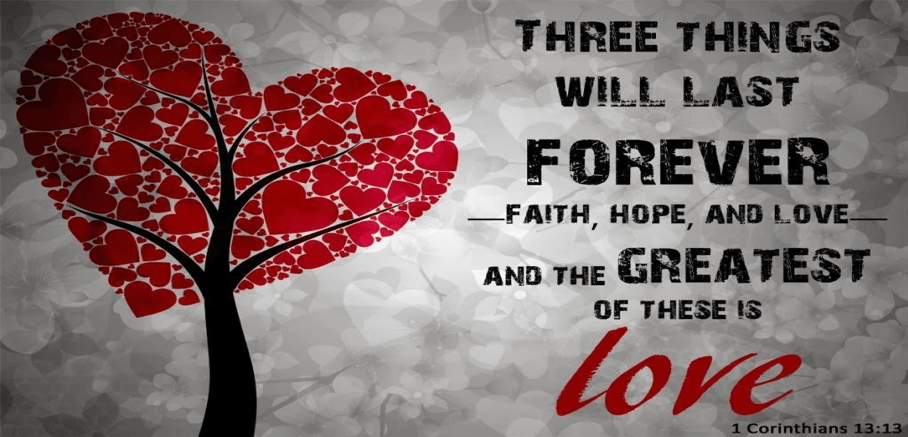 THREE THINGS
WILL LAST
FOREVER
FAITH, HOPE, AND LOVE
AND THE GREATEST
OF THESE IS
love
1 Corinthians 13:13